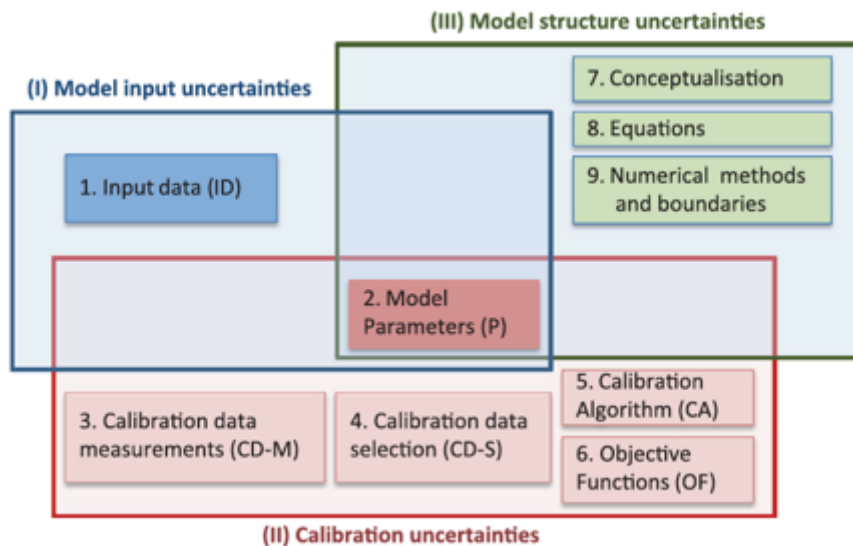 (III) Model structure uncertainties
(I) Model input uncertainties
7. Conceptualisation
8. Equations
9. Numerical methods
and boundaries
1. Input data (ID)
2. Model
Parameters (P)
3. Calibration data
measurements (CD-M)
4. Calibration data
selection (CD-S)
5. Calibration
Algorithm (CA)
6. Objective
Functions (OF)
(II) Calibration uncertainties